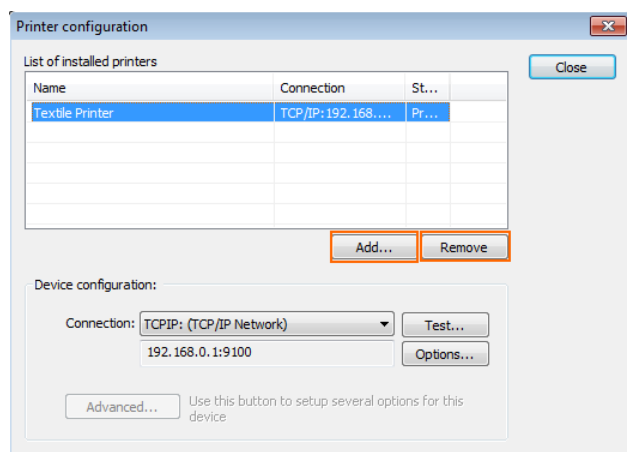 Printer configuration
List of installed printers
Close
Name Connection St...
Textile Printer TCP/IP:192.168.... Pr...
Add... Remove
Device configuration:
Connection: TCPIP: (TCP/IP Network) Test...
192.168.0.1:9100 Options...
Advanced... Use this button to setup several options for this
device